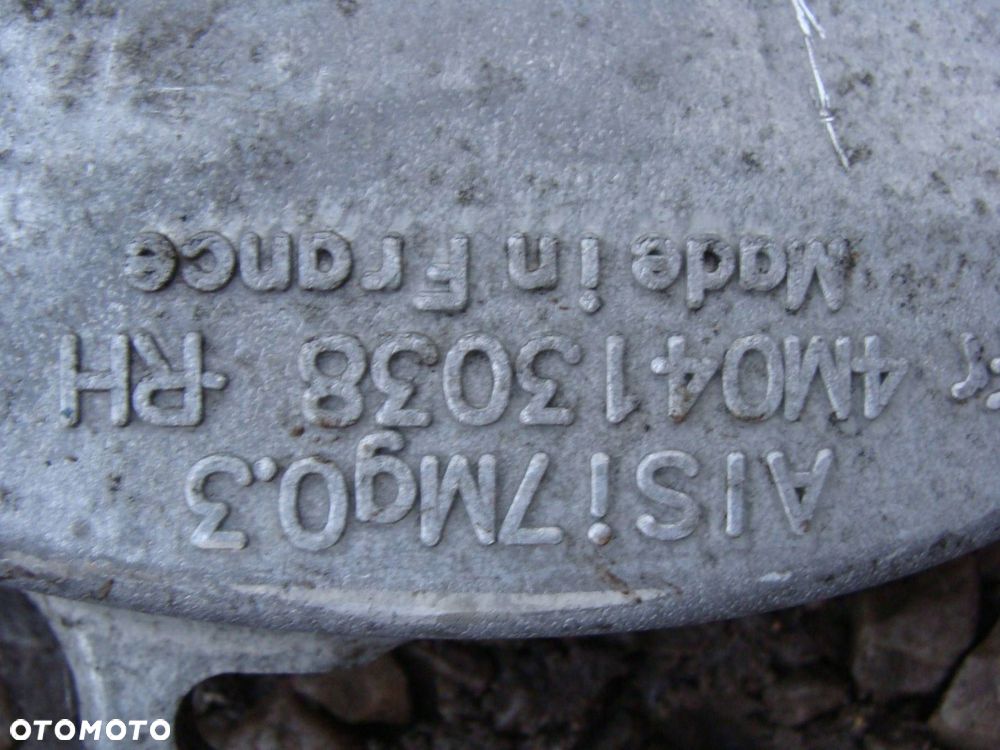 AlSi7Mg0.3
4M0413038 RH
Made in France
OTOMOTO